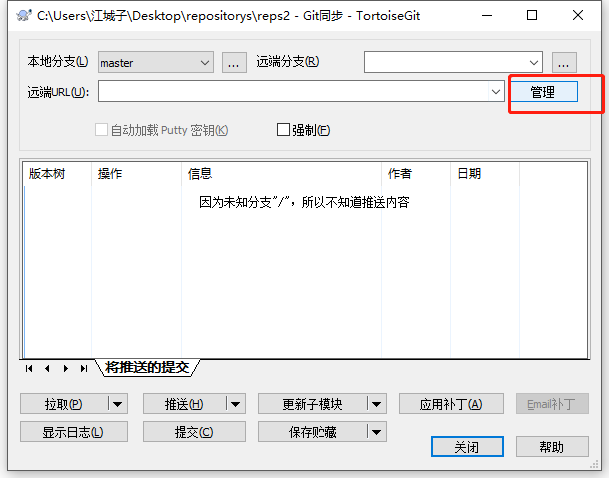 C:\Users\江城子\Desktop\repositorys\reps2 - Git同步 - TortoiseGit
本地分支(L) master ... 远端分支(R) ...
远端URL(U): 管理
自动加载 Putty 密钥(K) 强制(F)
版本树 操作 信息 作者 日期
因为未知分支"/"，所以不知道推送内容
将推送的提交
拉取(P) 推送(H) 更新子模块 应用补丁(A) Email补丁
显示日志(L) 提交(C) 保存贮藏 关闭 帮助